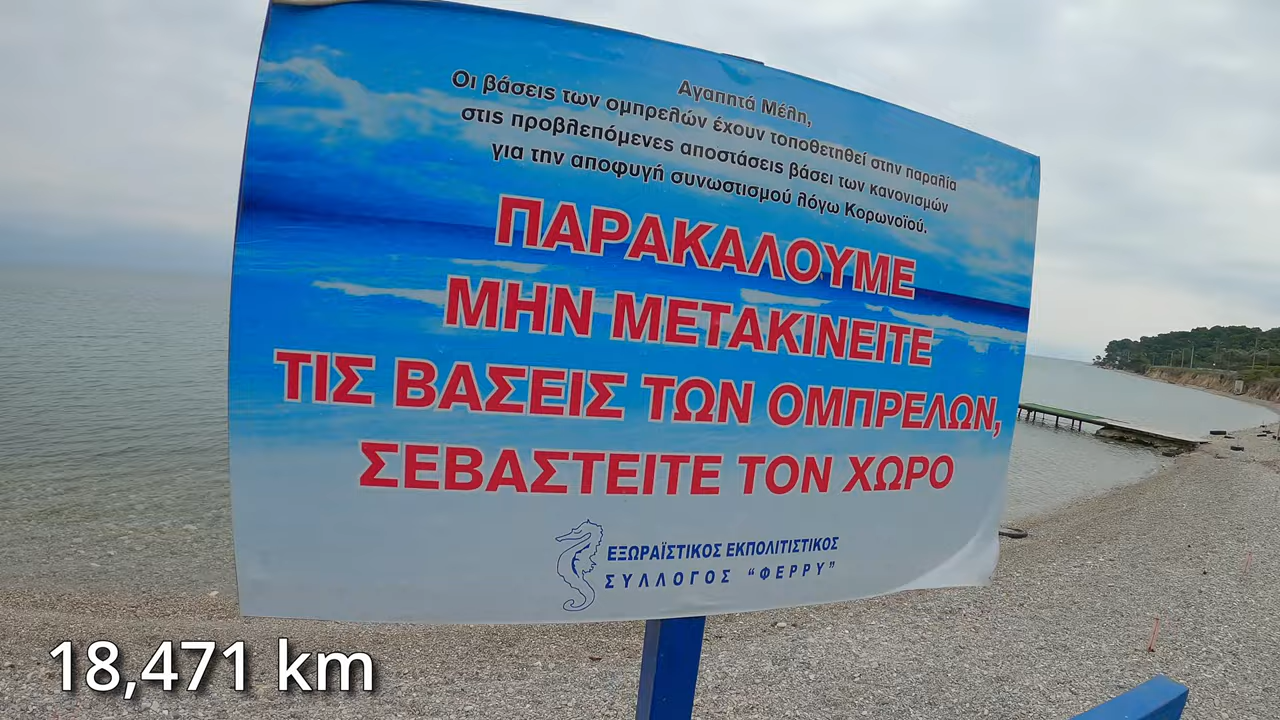 Αγαπητά Μέλη,
Οι βάσεις των ομπρελών έχουν τοποθετηθεί στην παραλία
στις προβλεπόμενες αποστάσεις βάσει των κανονισμών
για την αποφυγή συνωστισμού λόγω Κορωνοϊού.
ΠΑΡΑΚΑΛΟΥΜΕ
ΜΗΝ ΜΕΤΑΚΙΝΕΙΤΕ
ΤΙΣ ΒΑΣΕΙΣ ΤΩΝ ΟΜΠΡΕΛΩΝ,
ΣΕΒΑΣΤΕΙΤΕ ΤΟΝ ΧΩΡΟ
ΕΞΩΡΑΪΣΤΙΚΟΣ ΕΚΠΟΛΙΤΙΣΤΙΚΟΣ
ΣΥΛΛΟΓΟΣ "ΦΕΡΡΥ"
18,471 km